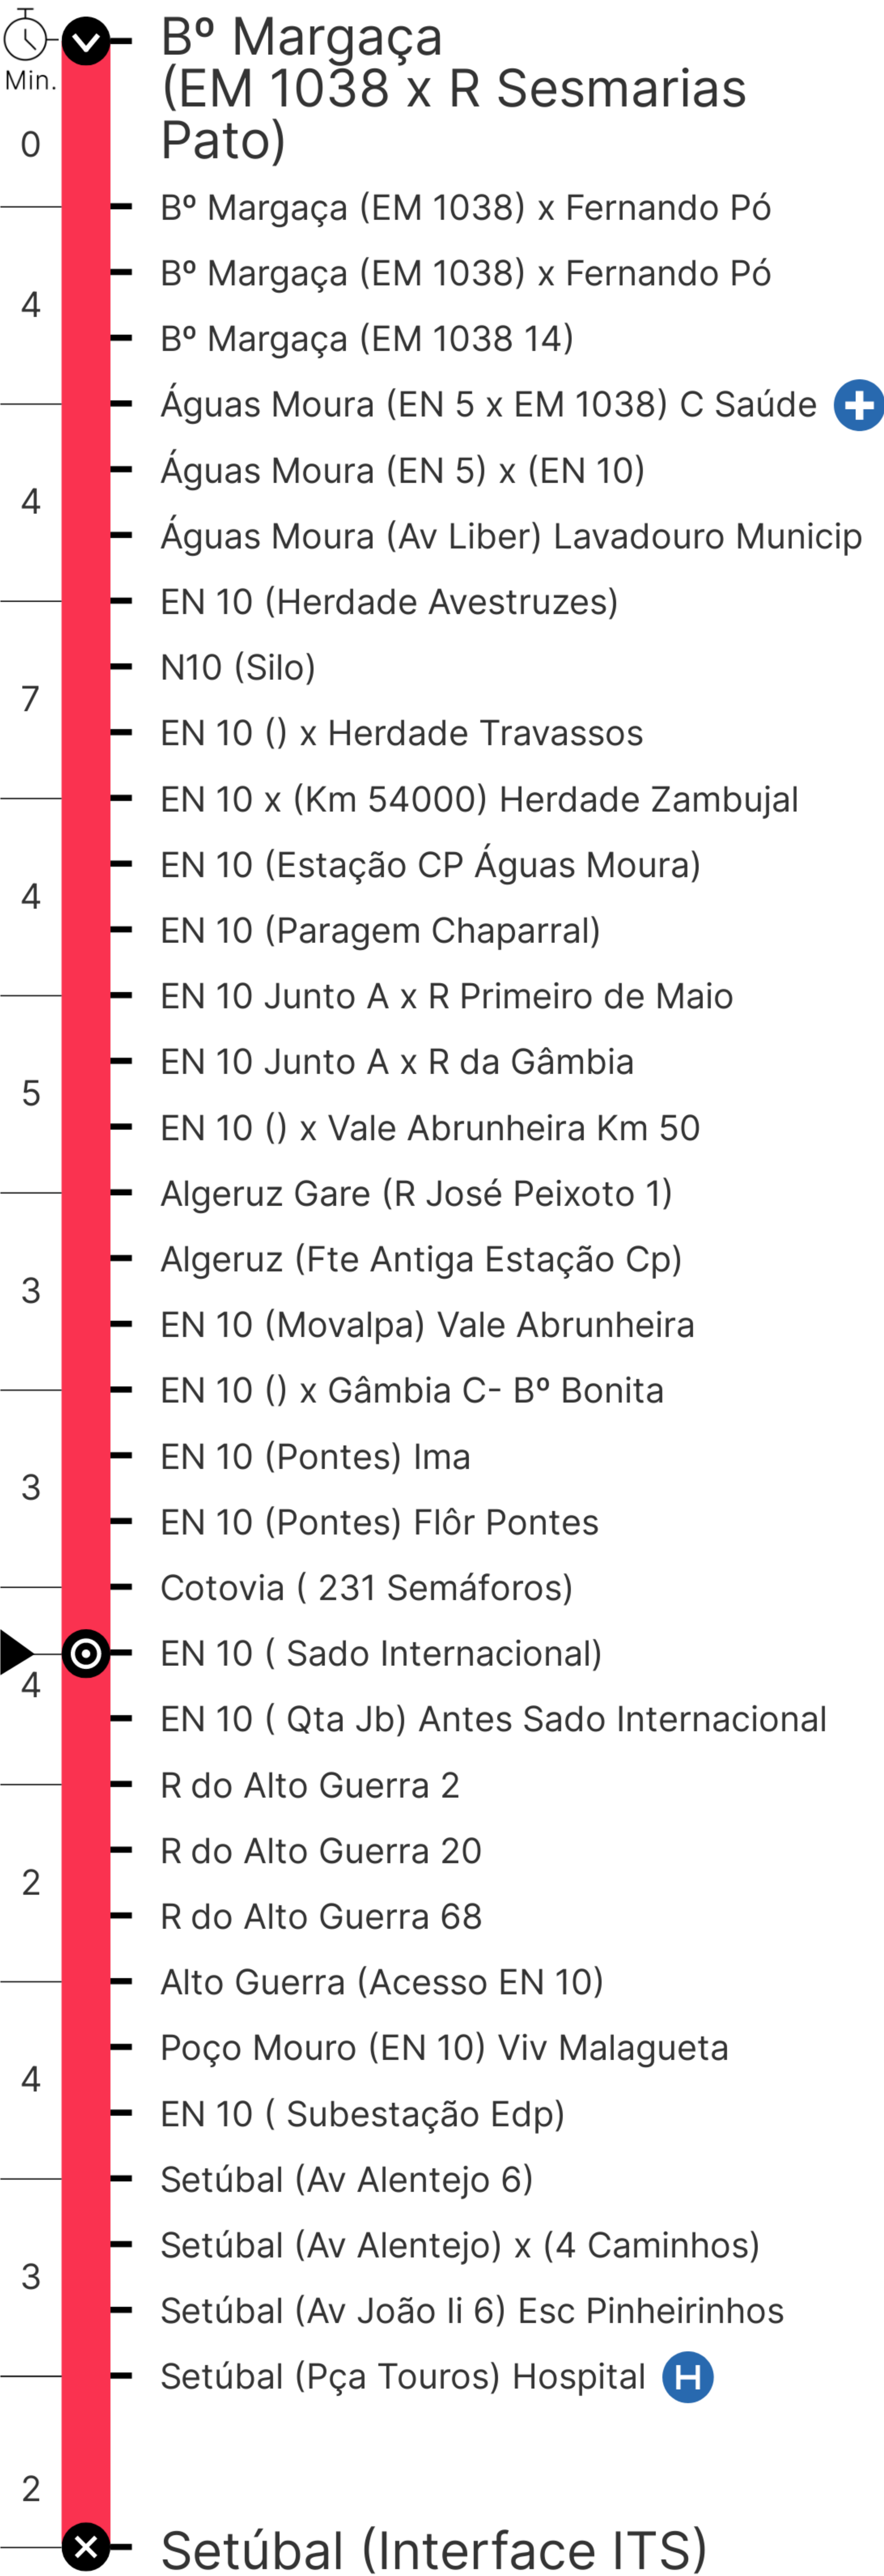 Min.
Bº Margaça
(EM 1038 x R Sesmarias
Pato)
0
Bº Margaça (EM 1038) x Fernando Pó
Bº Margaça (EM 1038) x Fernando Pó
4
Bº Margaça (EM 1038 14)
Águas Moura (EN 5 x EM 1038) C Saúde
Águas Moura (EN 5) x (EN 10)
4
Águas Moura (Av Liber) Lavadouro Municip
EN 10 (Herdade Avestruzes)
N10 (Silo)
7
EN 10 () x Herdade Travassos
EN 10 x (Km 54000) Herdade Zambujal
EN 10 (Estação CP Águas Moura)
4
EN 10 (Paragem Chaparral)
EN 10 Junto A x R Primeiro de Maio
EN 10 Junto A x R da Gâmbia
5
EN 10 () x Vale Abrunheira Km 50
Algeruz Gare (R José Peixoto 1)
Algeruz (Fte Antiga Estação Cp)
3
EN 10 (Movalpa) Vale Abrunheira
EN 10 () x Gâmbia C- Bº Bonita
EN 10 (Pontes) Ima
3
EN 10 (Pontes) Flôr Pontes
Cotovia ( 231 Semáforos)
EN 10 ( Sado Internacional)
4
EN 10 ( Qta Jb) Antes Sado Internacional
R do Alto Guerra 2
R do Alto Guerra 20
2
R do Alto Guerra 68
Alto Guerra (Acesso EN 10)
Poço Mouro (EN 10) Viv Malagueta
4
EN 10 ( Subestação Edp)
Setúbal (Av Alentejo 6)
Setúbal (Av Alentejo) x (4 Caminhos)
3
Setúbal (Av João Ii 6) Esc Pinheirinhos
Setúbal (Pça Touros) Hospital H
2
Setúbal (Interface ITS)